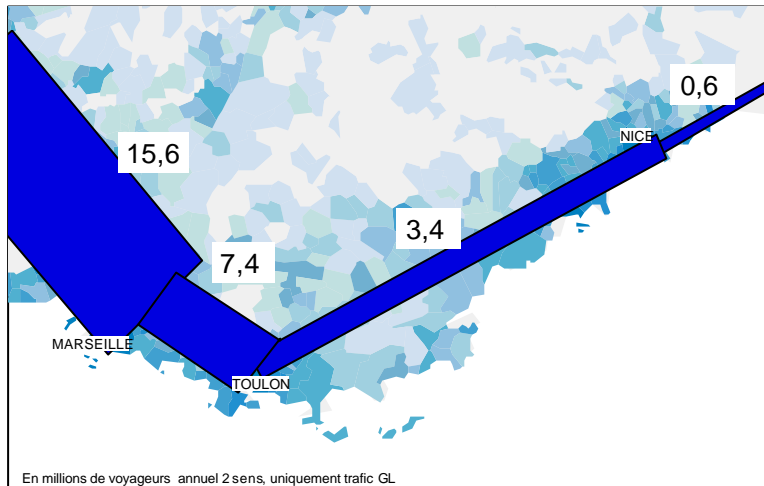 0,6
NICE
15,6
3,4
7,4
MARSEILLE
TOULON
En millions de voyageurs annuel 2 sens, uniquement trafic GL